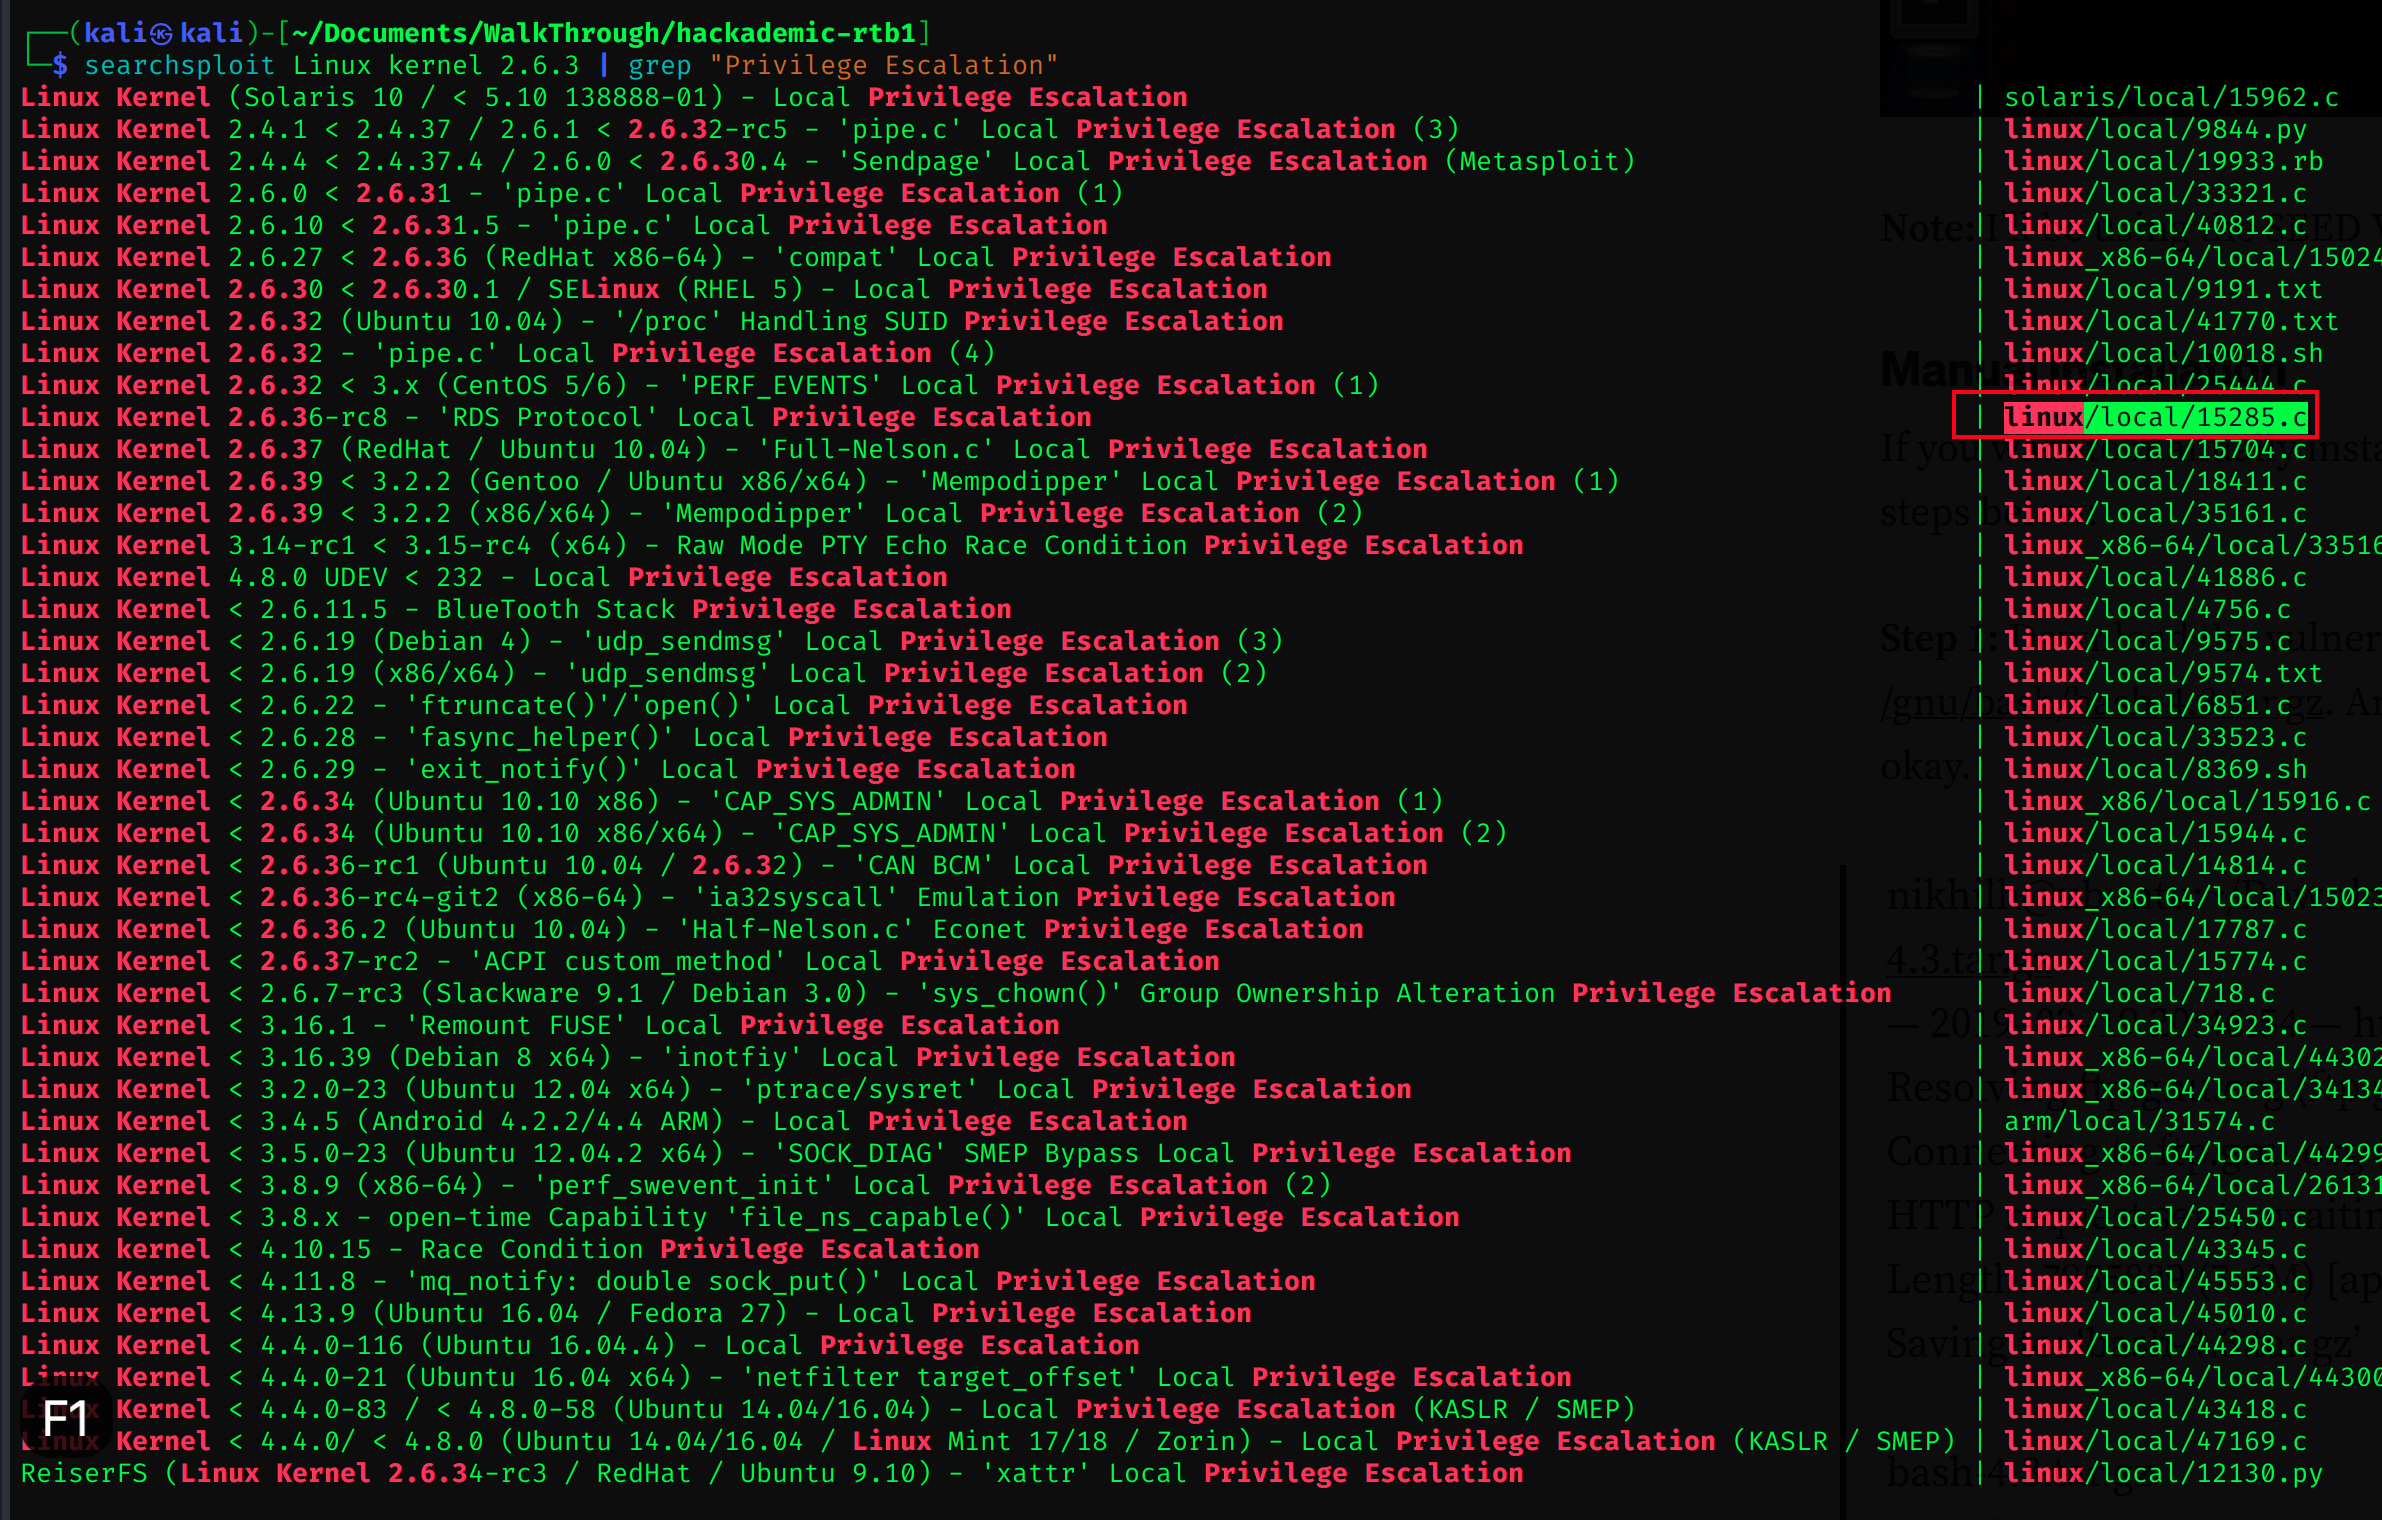 ┌──(kali㉿kali)-[~/Documents/WalkThrough/hackademic-rtb1]
└─$ searchsploit Linux kernel 2.6.3 | grep "Privilege Escalation"
Linux Kernel (Solaris 10 / < 5.10 138888-01) - Local Privilege Escalation | solaris/local/15962.c
Linux Kernel 2.4.1 < 2.4.37 / 2.6.1 < 2.6.32-rc5 - 'pipe.c' Local Privilege Escalation (3) | linux/local/9844.py
Linux Kernel 2.4.4 < 2.4.37.4 / 2.6.0 < 2.6.30.4 - 'Sendpage' Local Privilege Escalation (Metasploit) | linux/local/19933.rb
Linux Kernel 2.6.0 < 2.6.31 - 'pipe.c' Local Privilege Escalation (1) | linux/local/33321.c
Linux Kernel 2.6.10 < 2.6.31.5 - 'pipe.c' Local Privilege Escalation | linux/local/40812.c
Linux Kernel 2.6.27 < 2.6.36 (RedHat x86-64) - 'compat' Local Privilege Escalation | linux_x86-64/local/15024
Linux Kernel 2.6.30 < 2.6.30.1 / SELinux (RHEL 5) - Local Privilege Escalation | linux/local/9191.txt
Linux Kernel 2.6.32 (Ubuntu 10.04) - '/proc' Handling SUID Privilege Escalation | linux/local/41770.txt
Linux Kernel 2.6.32 - 'pipe.c' Local Privilege Escalation (4) | linux/local/10018.sh
Linux Kernel 2.6.32 < 3.x (CentOS 5/6) - 'PERF_EVENTS' Local Privilege Escalation (1) | linux/local/25444.c
Linux Kernel 2.6.36-rc8 - 'RDS Protocol' Local Privilege Escalation | linux/local/15285.c
Linux Kernel 2.6.37 (RedHat / Ubuntu 10.04) - 'Full-Nelson.c' Local Privilege Escalation | linux/local/15704.c
Linux Kernel 2.6.39 < 3.2.2 (Gentoo / Ubuntu x86/x64) - 'Mempodipper' Local Privilege Escalation (1) | linux/local/18411.c
Linux Kernel 2.6.39 < 3.2.2 (x86/x64) - 'Mempodipper' Local Privilege Escalation (2) | linux/local/35161.c
Linux Kernel 3.14-rc1 < 3.15-rc4 (x64) - Raw Mode PTY Echo Race Condition Privilege Escalation | linux_x86-64/local/33516
Linux Kernel 4.8.0 UDEV < 232 - Local Privilege Escalation | linux/local/41886.c
Linux Kernel < 2.6.11.5 - BlueTooth Stack Privilege Escalation | linux/local/4756.c
Linux Kernel < 2.6.19 (Debian 4) - 'udp_sendmsg' Local Privilege Escalation (3) | linux/local/9575.c
Linux Kernel < 2.6.19 (x86/x64) - 'udp_sendmsg' Local Privilege Escalation (2) | linux/local/9574.txt
Linux Kernel < 2.6.22 - 'ftruncate()'/'open()' Local Privilege Escalation | linux/local/6851.c
Linux Kernel < 2.6.28 - 'fasync_helper()' Local Privilege Escalation | linux/local/33523.c
Linux Kernel < 2.6.29 - 'exit_notify()' Local Privilege Escalation | linux/local/8369.sh
Linux Kernel < 2.6.34 (Ubuntu 10.10 x86) - 'CAP_SYS_ADMIN' Local Privilege Escalation (1) | linux_x86/local/15916.c
Linux Kernel < 2.6.34 (Ubuntu 10.10 x86/x64) - 'CAP_SYS_ADMIN' Local Privilege Escalation (2) | linux/local/15944.c
Linux Kernel < 2.6.36-rc1 (Ubuntu 10.04 / 2.6.32) - 'CAN BCM' Local Privilege Escalation | linux/local/14814.c
Linux Kernel < 2.6.36-rc4-git2 (x86-64) - 'ia32syscall' Emulation Privilege Escalation | linux_x86-64/local/15023
Linux Kernel < 2.6.36.2 (Ubuntu 10.04) - 'Half-Nelson.c' Econet Privilege Escalation | linux/local/17787.c
Linux Kernel < 2.6.37-rc2 - 'ACPI custom_method' Local Privilege Escalation | linux/local/15774.c
Linux Kernel < 2.6.7-rc3 (Slackware 9.1 / Debian 3.0) - 'sys_chown()' Group Ownership Alteration Privilege Escalation | linux/local/718.c
Linux Kernel < 3.16.1 - 'Remount FUSE' Local Privilege Escalation | linux/local/34923.c
Linux Kernel < 3.16.39 (Debian 8 x64) - 'inotfiy' Local Privilege Escalation | linux_x86-64/local/44302
Linux Kernel < 3.2.0-23 (Ubuntu 12.04 x64) - 'ptrace/sysret' Local Privilege Escalation | linux_x86-64/local/34134
Linux Kernel < 3.4.5 (Android 4.2.2/4.4 ARM) - Local Privilege Escalation | arm/local/31574.c
Linux Kernel < 3.5.0-23 (Ubuntu 12.04.2 x64) - 'SOCK_DIAG' SMEP Bypass Local Privilege Escalation | linux_x86-64/local/44299
Linux Kernel < 3.8.9 (x86-64) - 'perf_swevent_init' Local Privilege Escalation (2) | linux_x86-64/local/26131
Linux Kernel < 3.8.x - open-time Capability 'file_ns_capable()' Local Privilege Escalation | linux/local/25450.c
Linux kernel < 4.10.15 - Race Condition Privilege Escalation | linux/local/43345.c
Linux Kernel < 4.11.8 - 'mq_notify: double sock_put()' Local Privilege Escalation | linux/local/45553.c
Linux Kernel < 4.13.9 (Ubuntu 16.04 / Fedora 27) - Local Privilege Escalation | linux/local/45010.c
Linux Kernel < 4.4.0-116 (Ubuntu 16.04.4) - Local Privilege Escalation | linux/local/44298.c
Linux Kernel < 4.4.0-21 (Ubuntu 16.04 x64) - 'netfilter target_offset' Local Privilege Escalation | linux_x86-64/local/44300
Linux Kernel < 4.4.0-83 / < 4.8.0-58 (Ubuntu 14.04/16.04) - Local Privilege Escalation (KASLR / SMEP) | linux/local/43418.c
Linux Kernel < 4.4.0/ < 4.8.0 (Ubuntu 14.04/16.04 / Linux Mint 17/18 / Zorin) - Local Privilege Escalation (KASLR / SMEP) | linux/local/47169.c
ReiserFS (Linux Kernel 2.6.34-rc3 / RedHat / Ubuntu 9.10) - 'xattr' Local Privilege Escalation | linux/local/12130.py
F1
Note:
If you
steps
Step 1:
okay.